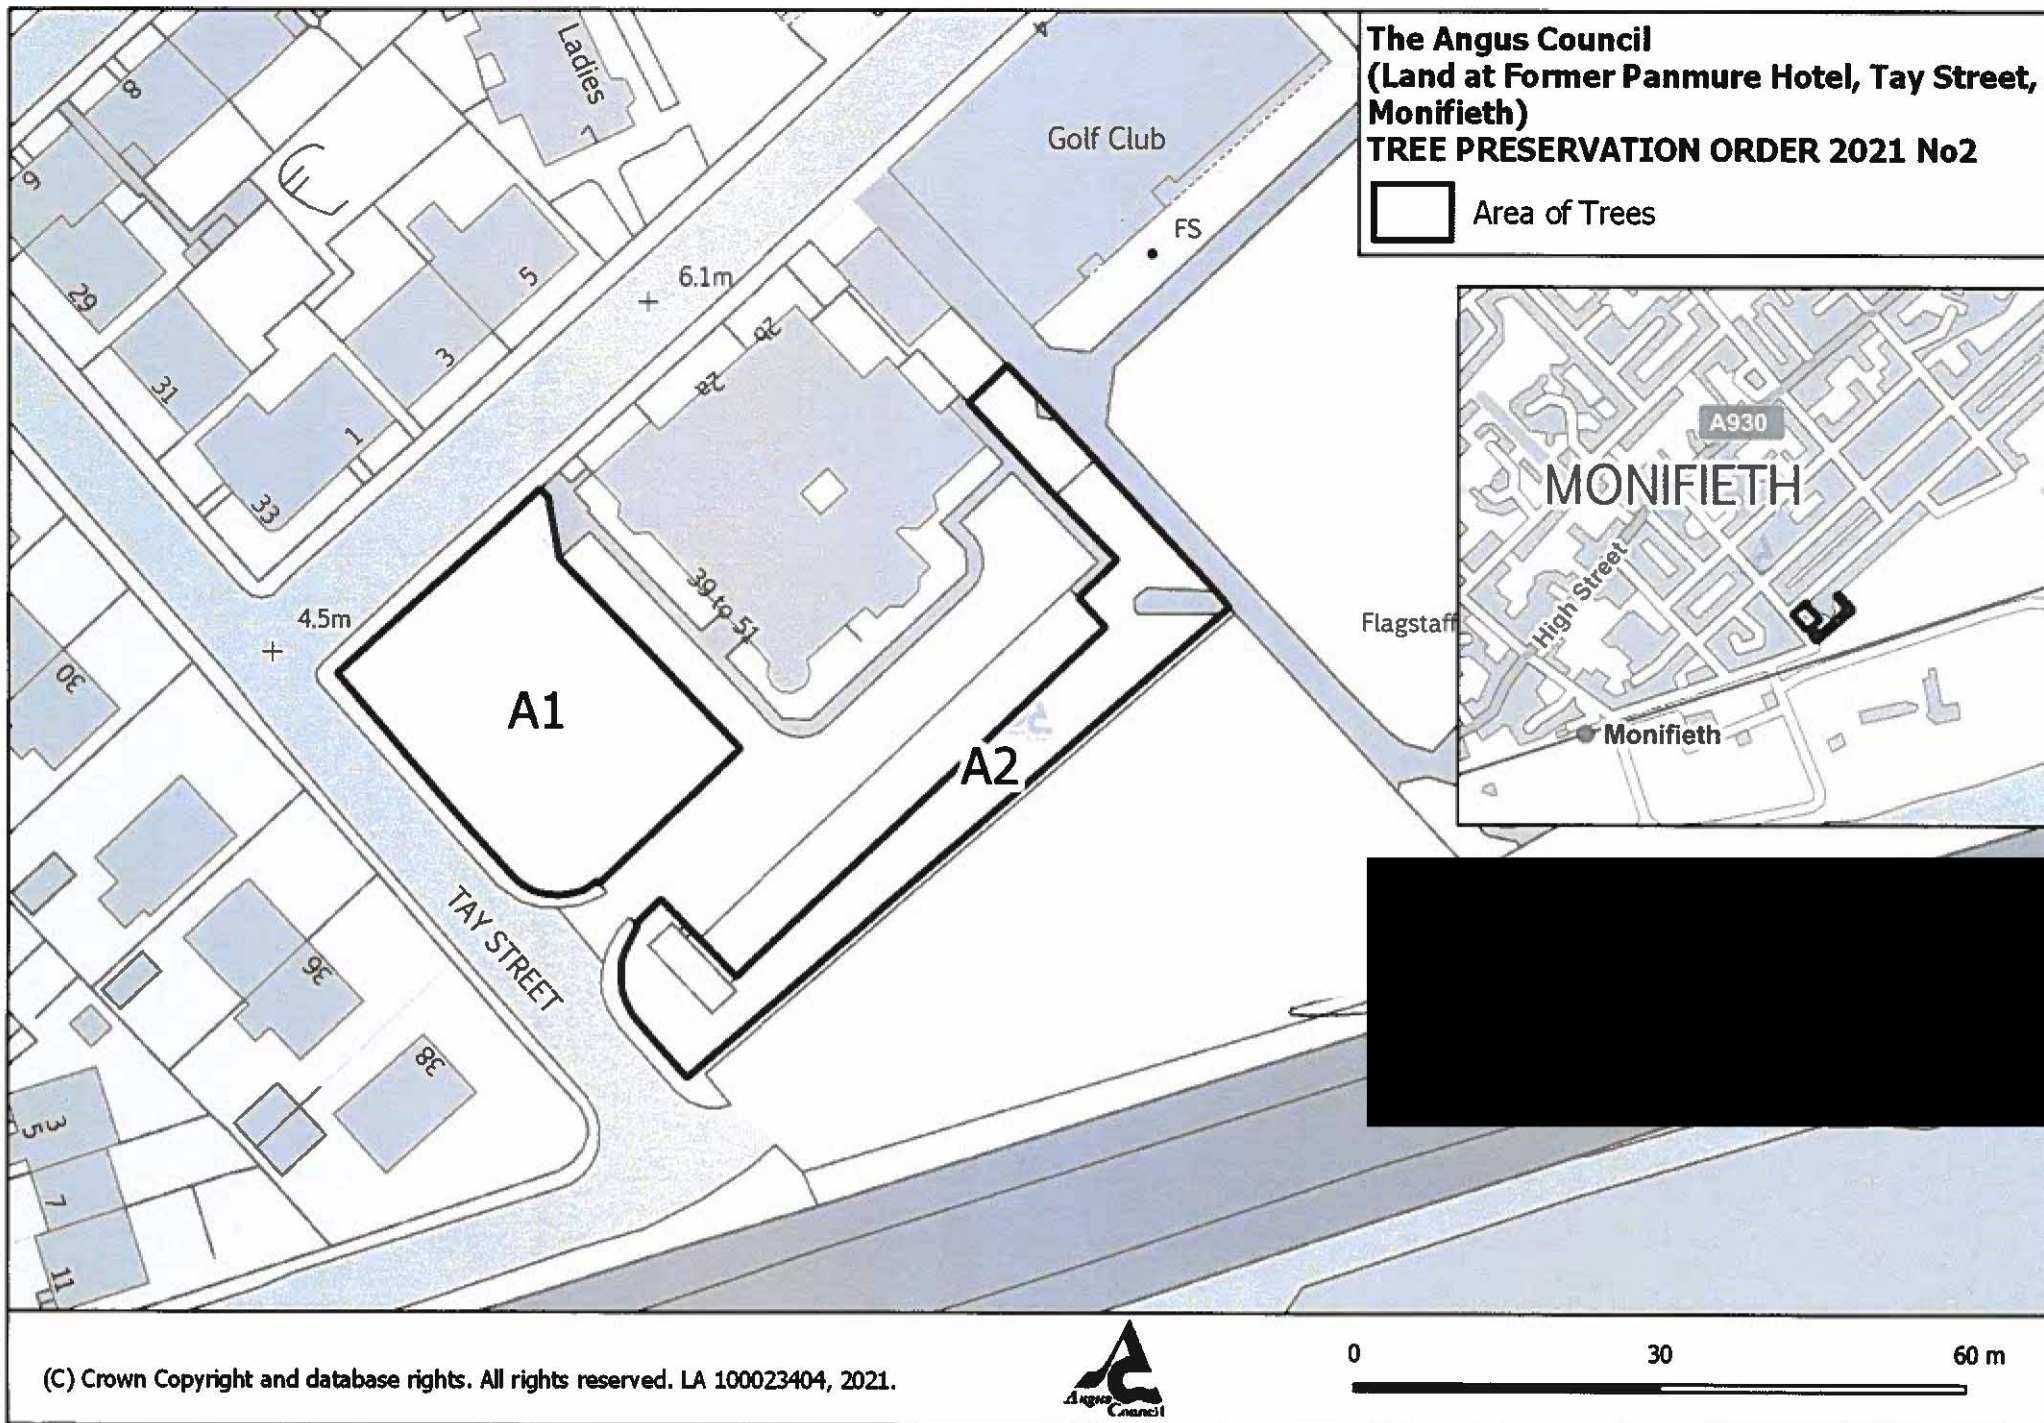 The Angus Council
(Land at Former Panmure Hotel, Tay Street,
Monifieth)
TREE PRESERVATION ORDER 2021 No2
Area of Trees
Ladies
Golf Club
FS
8
9
7
29
31
5
3
1
33
6.1m
2b
2a
4.5m
39 to 51
30
A1
A2
Flagstaff
TAY STREET
36
38
3
5
7
11
A930
MONIFIETH
High Street
Monifieth
(C) Crown Copyright and database rights. All rights reserved. LA 100023404, 2021.
Angus
Council
0
30
60 m